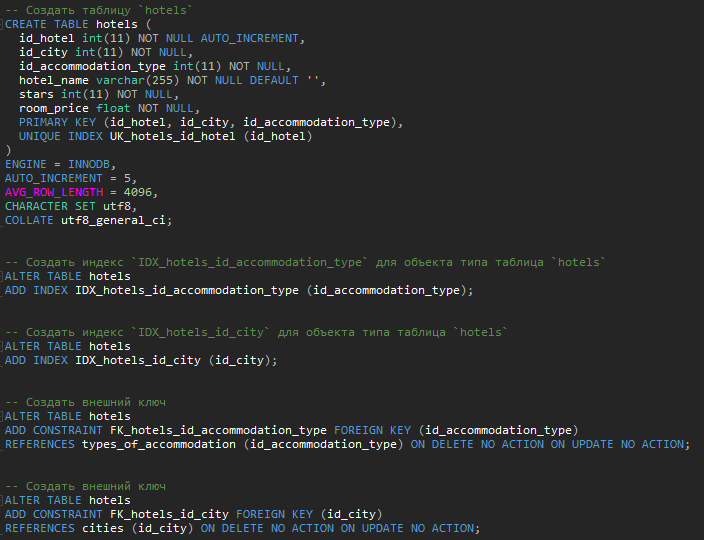 -- Создать таблицу `hotels`
CREATE TABLE hotels (
  id_hotel int(11) NOT NULL AUTO_INCREMENT,
  id_city int(11) NOT NULL,
  id_accommodation_type int(11) NOT NULL,
  hotel_name varchar(255) NOT NULL DEFAULT '',
  stars int(11) NOT NULL,
  room_price float NOT NULL,
  PRIMARY KEY (id_hotel, id_city, id_accommodation_type),
  UNIQUE INDEX UK_hotels_id_hotel (id_hotel)
)
ENGINE = INNODB,
AUTO_INCREMENT = 5,
AVG_ROW_LENGTH = 4096,
CHARACTER SET utf8,
COLLATE utf8_general_ci;

-- Создать индекс `IDX_hotels_id_accommodation_type` для объекта типа таблица `hotels`
ALTER TABLE hotels
ADD INDEX IDX_hotels_id_accommodation_type (id_accommodation_type);

-- Создать индекс `IDX_hotels_id_city` для объекта типа таблица `hotels`
ALTER TABLE hotels
ADD INDEX IDX_hotels_id_city (id_city);

-- Создать внешний ключ
ALTER TABLE hotels
ADD CONSTRAINT FK_hotels_id_accommodation_type FOREIGN KEY (id_accommodation_type)
REFERENCES types_of_accommodation (id_accommodation_type) ON DELETE NO ACTION ON UPDATE NO ACTION;

-- Создать внешний ключ
ALTER TABLE hotels
ADD CONSTRAINT FK_hotels_id_city FOREIGN KEY (id_city)
REFERENCES cities (id_city) ON DELETE NO ACTION ON UPDATE NO ACTION;